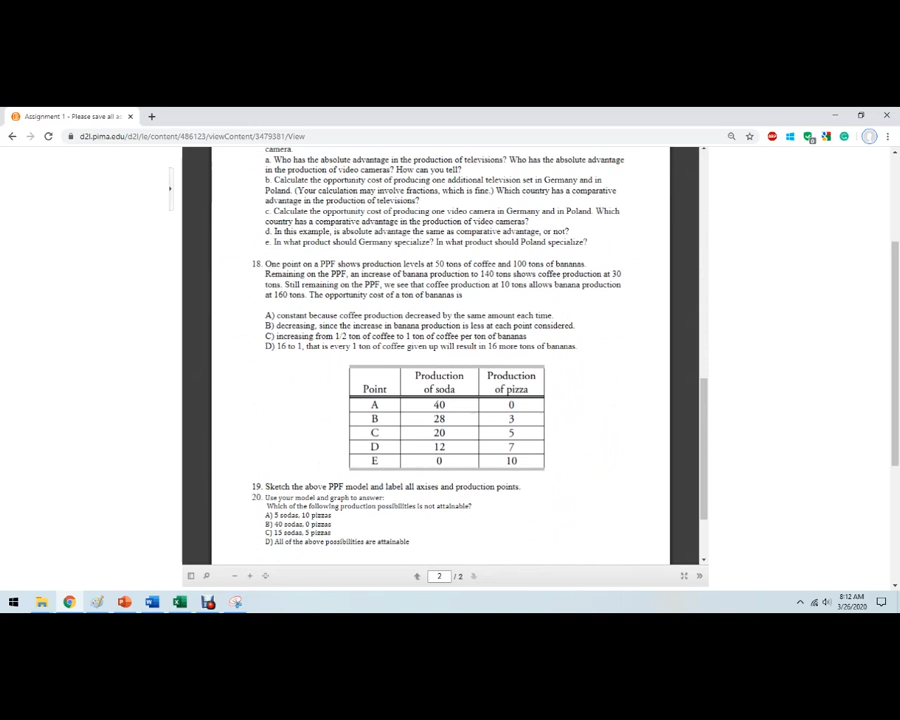 Assignment 1 - Please save all as
d2l.pima.edu/d2l/le/content/486123/viewContent/3479381/View
camera.
a. Who has the absolute advantage in the production of televisions? Who has the absolute advantage
in the production of video cameras? How can you tell?
b. Calculate the opportunity cost of producing one additional television set in Germany and in
Poland. (Your calculation may involve fractions, which is fine.) Which country has a comparative
advantage in the production of televisions?
c. Calculate the opportunity cost of producing one video camera in Germany and in Poland. Which
country has a comparative advantage in the production of video cameras?
d. In this example, is absolute advantage the same as comparative advantage, or not?
e. In what product should Germany specialize? In what product should Poland specialize?
18. One point on a PPF shows production levels at 50 tons of coffee and 100 tons of bananas.
Remaining on the PPF, an increase of banana production to 140 tons shows coffee production at 30
tons. Still remaining on the PPF, we see that coffee production at 10 tons allows banana production
at 160 tons. The opportunity cost of a ton of bananas is
A) constant because coffee production decreased by the same amount each time.
B) decreasing, since the increase in banana production is less at each point considered.
C) increasing from 1/2 ton of coffee to 1 ton of coffee per ton of bananas
D) 16 to 1, that is every 1 ton of coffee given up will result in 16 more tons of bananas.
Point Production of soda Production of pizza
A 40 0
B 28 3
C 20 5
D 12 7
E 0 10
19. Sketch the above PPF model and label all axises and production points.
20. Use your model and graph to answer:
Which of the following production possibilities is not attainable?
A) 5 sodas, 10 pizzas
B) 40 sodas, 0 pizzas
C) 15 sodas, 5 pizzas
D) All of the above possibilities are attainable
2 / 2
8:12 AM
3/26/2020